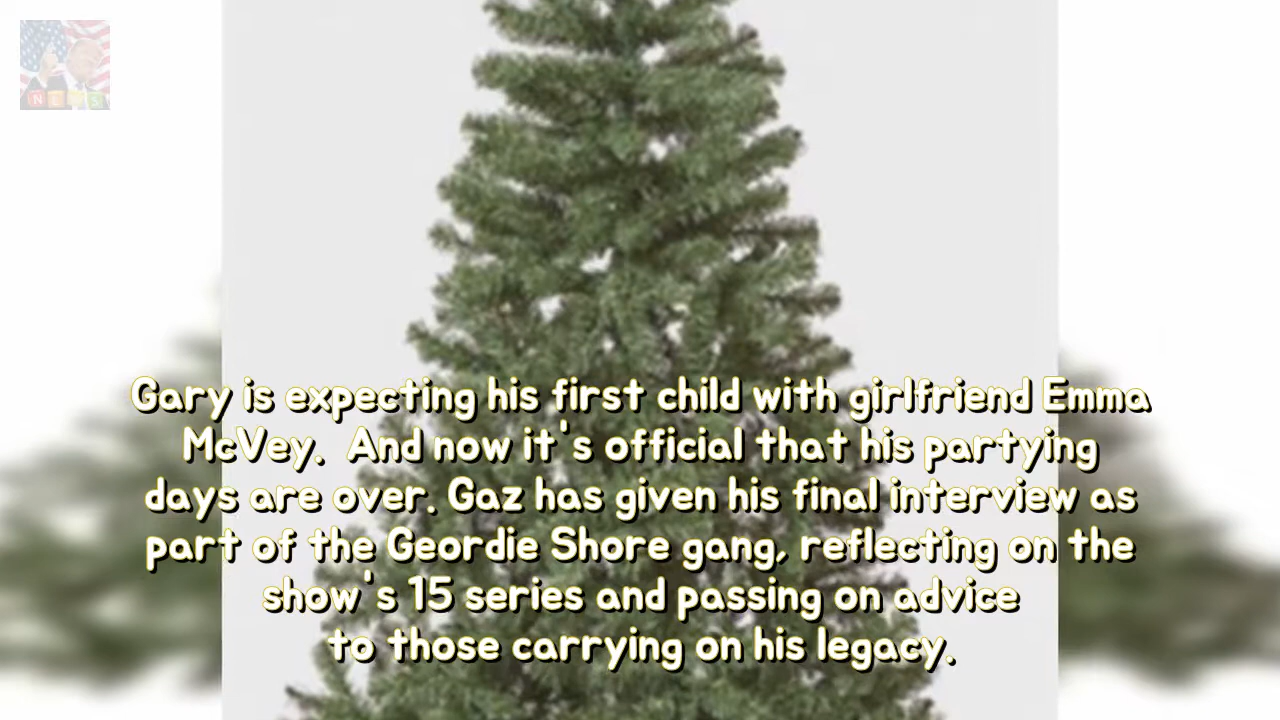 NEWS
Gary is expecting his first child with girlfriend Emma
McVey.  And now it's official that his partying
days are over. Gaz has given his final interview as
part of the Geordie Shore gang, reflecting on the
show's 15 series and passing on advice
to those carrying on his legacy.